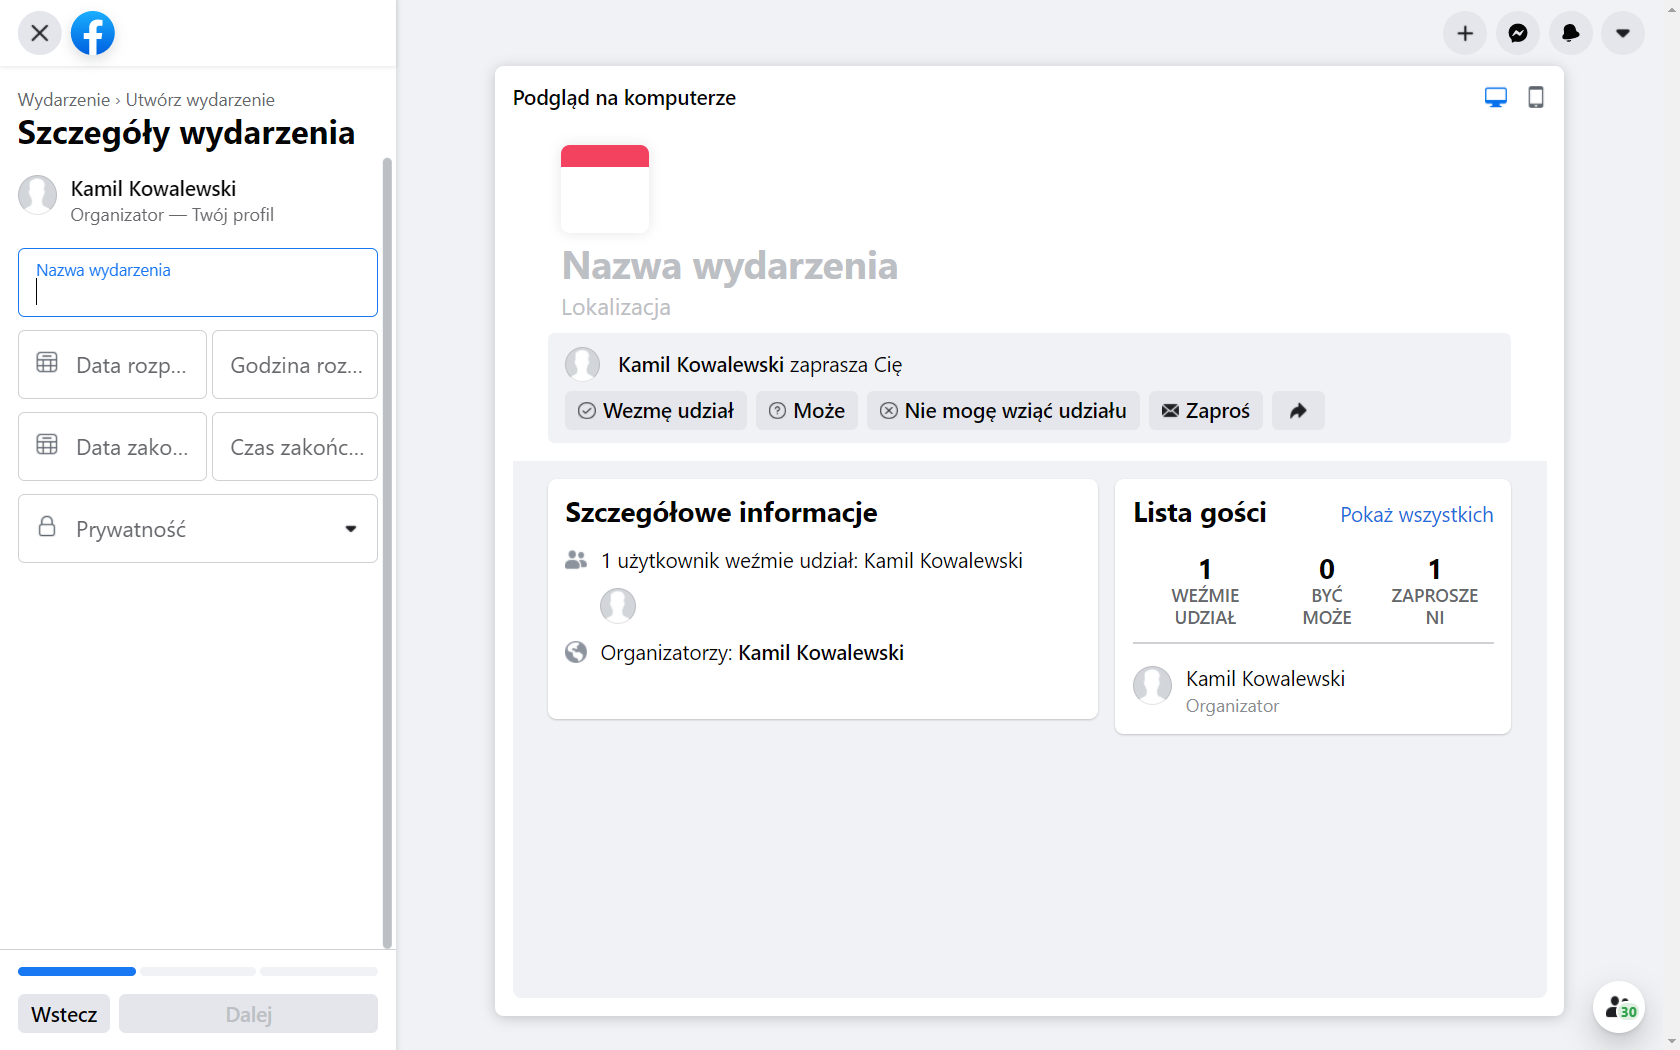 Wydarzenie › Utwórz wydarzenie
Szczegóły wydarzenia
Kamil Kowalewski
Organizator — Twój profil
Nazwa wydarzenia
Data rozp...
Godzina roz...
Data zako...
Czas zakońc...
Prywatność
Wstecz
Dalej
Podgląd na komputerze
Nazwa wydarzenia
Lokalizacja
Kamil Kowalewski zaprasza Cię
Wezmę udział
Może
Nie mogę wziąć udziału
Zaproś
Szczegółowe informacje
1 użytkownik weźmie udział: Kamil Kowalewski
Organizatorzy: Kamil Kowalewski
Lista gości
Pokaż wszystkich
1
WEŹMIE
UDZIAŁ
0
BYĆ
MOŻE
1
ZAPROSZE
NI
Kamil Kowalewski
Organizator
30